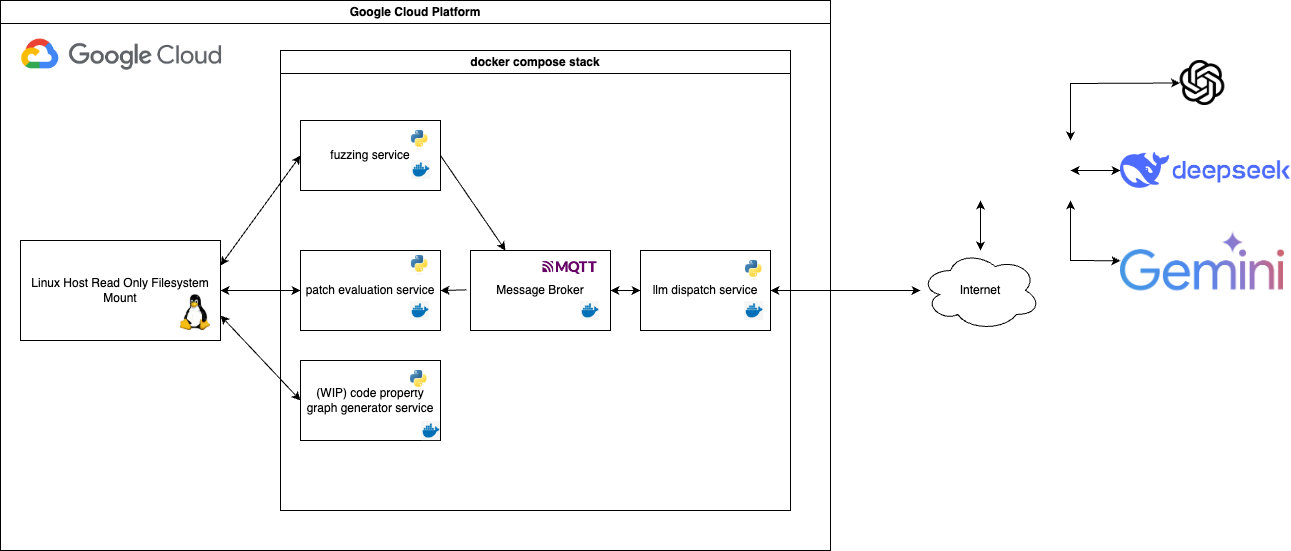 Google Cloud Platform
Google Cloud
docker compose stack
fuzzing service
deepseek
Linux Host Read Only Filesystem
Mount
patch evaluation service
MQTT
Message Broker
llm dispatch service
Internet
Gemini
(WIP) code property
graph generator service